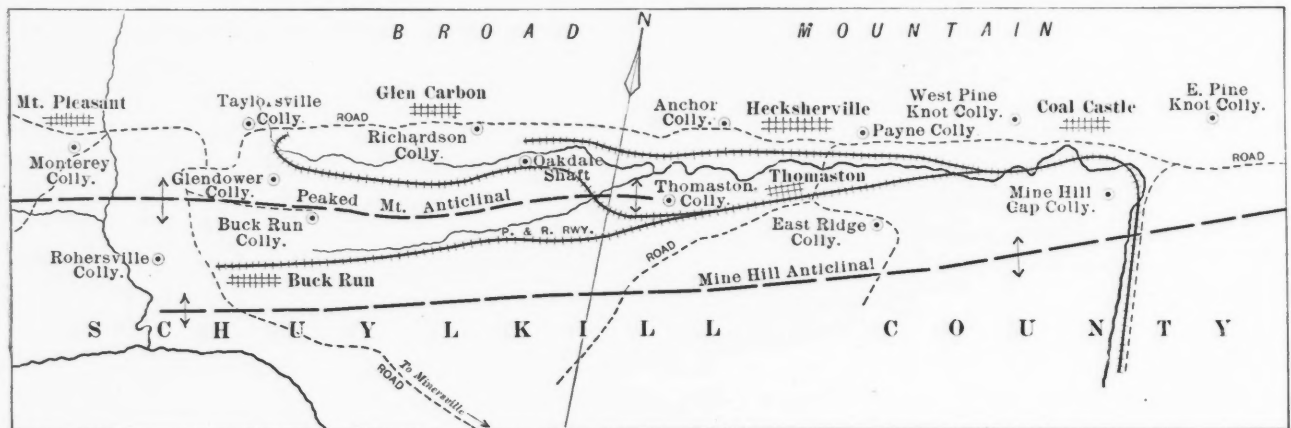 BROAD MOUNTAIN
N
Mt. Pleasant
Taylorsville
Colly.
Glen Carbon
ROAD
Richardson
Colly.
Anchor
Colly.
Hecksherville
Payne Colly
West Pine
Knot Colly.
Coal Castle
E. Pine
Knot Colly.
ROAD
Monterey
Colly.
Glendower
Colly.
Oakdale
Shaft
Peaked Mt. Anticlinal
Thomaston
Colly.
Thomaston
Mine Hill
Gap Colly.
Buck Run
Colly.
P. & R. RWY.
ROAD
East Ridge
Colly.
Rohersville
Colly.
Buck Run
Mine Hill Anticlinal
SCHUYLKILL COUNTY
To Minersville
ROAD